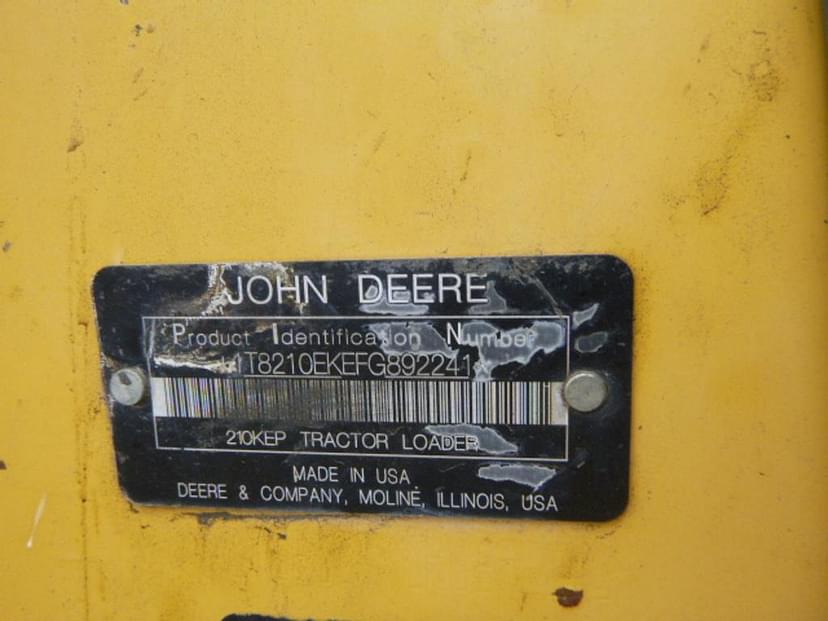 JOHN DEERE
Product Identification Number
*1T8210EKEFG892241*
210KEP TRACTOR LOADER
MADE IN USA
DEERE & COMPANY, MOLINE, ILLINOIS, USA